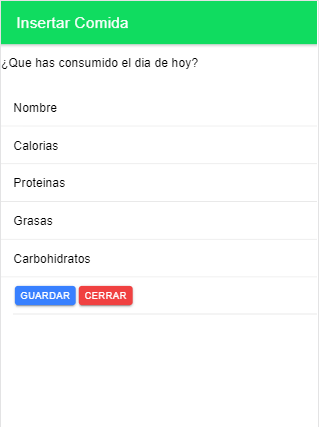 Insertar Comida
¿Que has consumido el dia de hoy?
Nombre
Calorias
Proteinas
Grasas
Carbohidratos
GUARDAR CERRAR